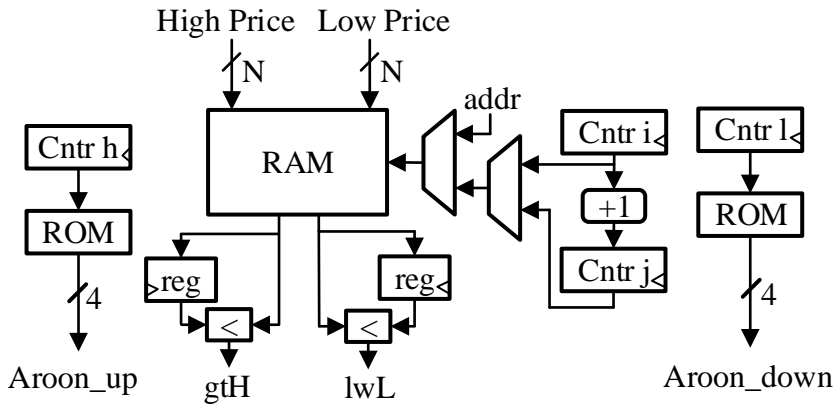 High Price Low Price
N N
addr
Cntr h
RAM
Cntr i
Cntr l
ROM
+1
ROM
reg
reg
Cntr j
4
<
<
4
Aroon_up
gtH
lwL
Aroon_down